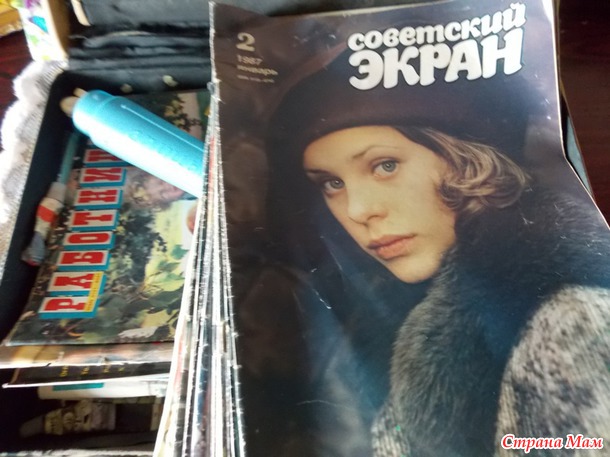 советский
ЭКРАН
2
1987
январь
РАБОТНИЦ
Страна Мам